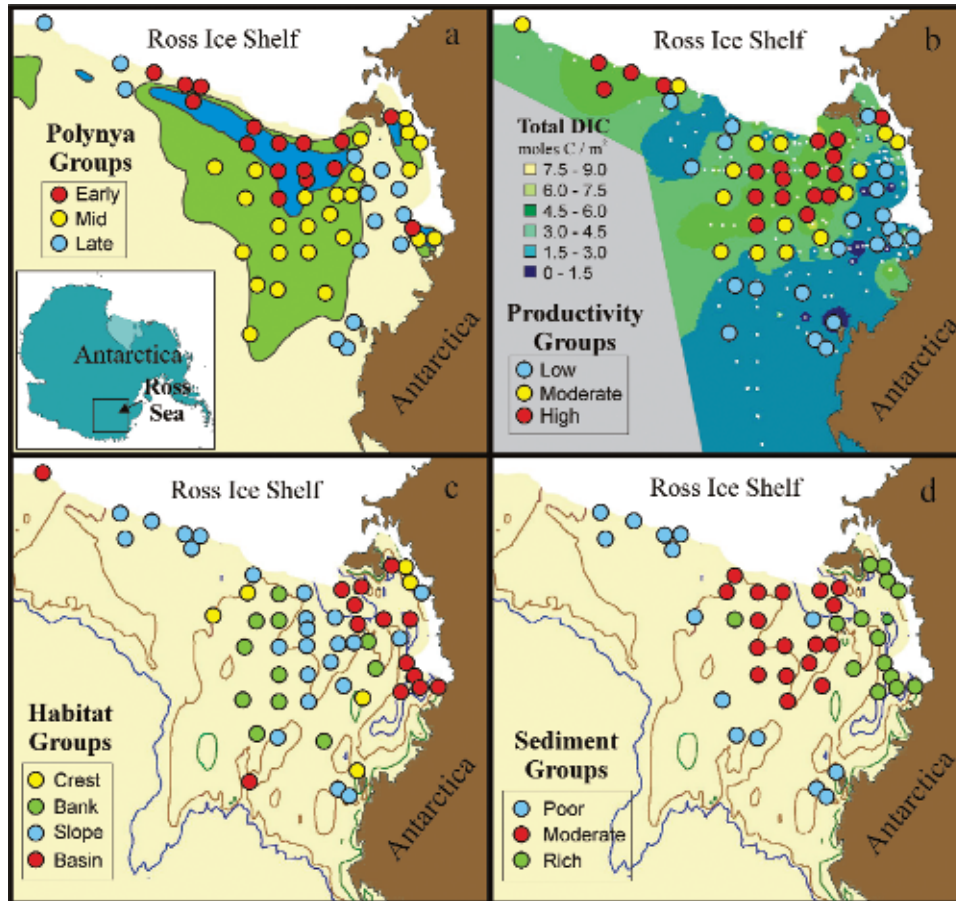 Ross Ice Shelf
a
Polynya
Groups
Early
Mid
Late
Antarctica
Ross
Sea
Antarctica
Ross Ice Shelf
b
Total DIC
moles C / m²
7.5 - 9.0
6.0 - 7.5
4.5 - 6.0
3.0 - 4.5
1.5 - 3.0
0 - 1.5
Productivity
Groups
Low
Moderate
High
Antarctica
Ross Ice Shelf
c
Habitat
Groups
Crest
Bank
Slope
Basin
Antarctica
Ross Ice Shelf
d
Sediment
Groups
Poor
Moderate
Rich
Antarctica